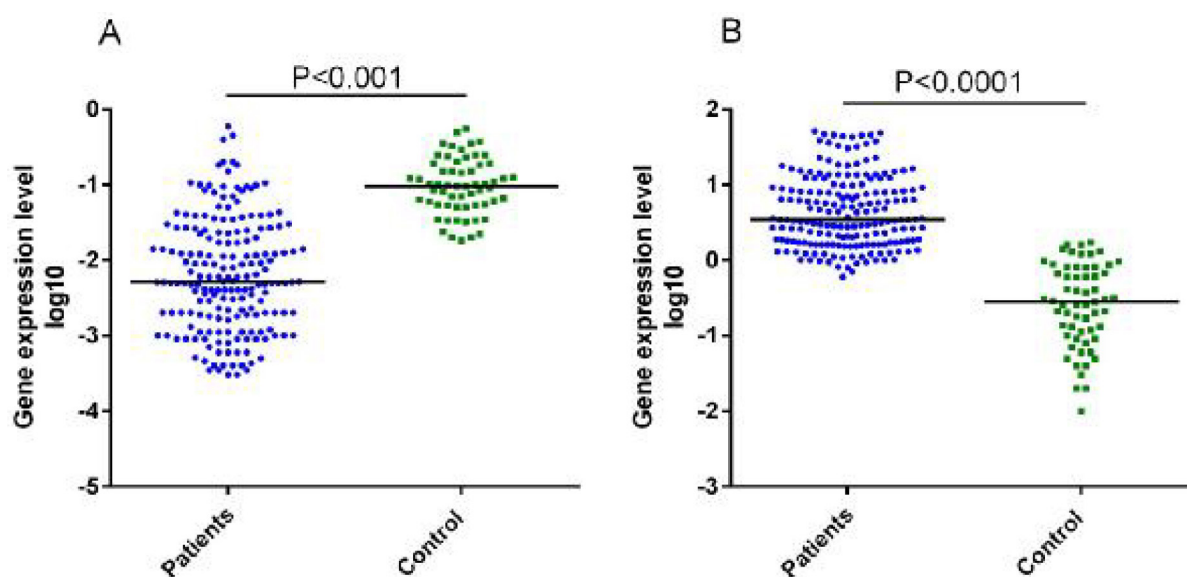 A
P<0.001
0
-1
-2
-3
-4
-5
Gene expression level
log10
Patients
Control
B
P<0.0001
2
1
0
-1
-2
-3
Gene expression level
log10
Patients
Control